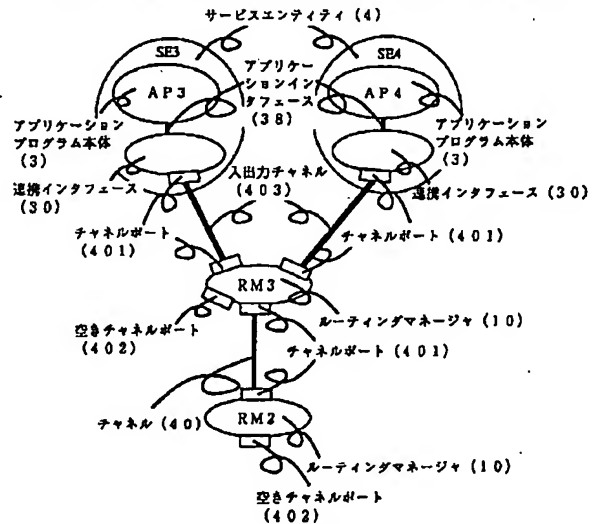 サービスエンティティ(4)
SE3
SE4
アプリケー
ションイン
タフェース
(38)
AP3
AP4
アプリケーション
プログラム本体
(3)
アプリケーション
プログラム本体
(3)
連携インタフェース
(30)
入出力チャネル
(403)
連携インタフェース(30)
チャネルポート
(401)
チャネルポート(401)
RM3
空きチャネルポート
(402)
ルーティングマネージャ(10)
チャネルポート(401)
チャネル(40)
RM2
ルーティングマネージャ(10)
空きチャネルポート
(402)